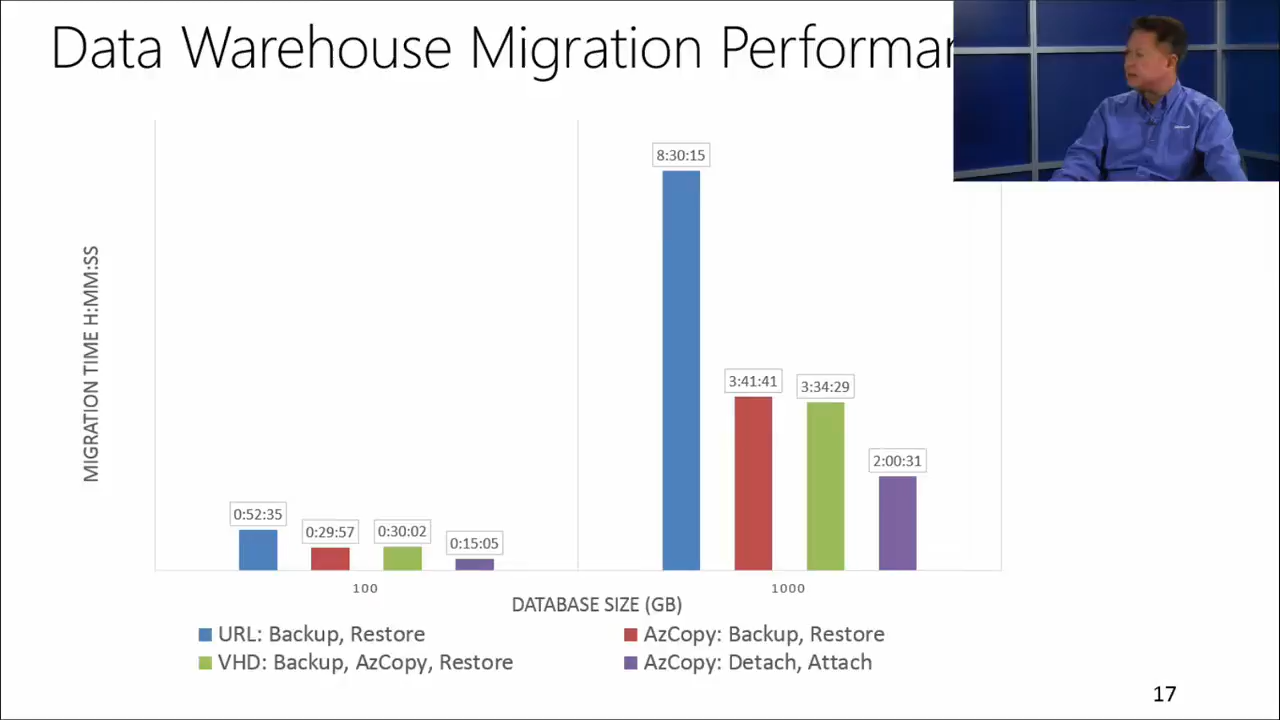 Data Warehouse Migration Performan
8:30:15
3:41:41
3:34:29
2:00:31
0:52:35
0:29:57
0:30:02
0:15:05
MIGRATION TIME H:MM:SS
100
1000
DATABASE SIZE (GB)
URL: Backup, Restore
AzCopy: Backup, Restore
VHD: Backup, AzCopy, Restore
AzCopy: Detach, Attach
17